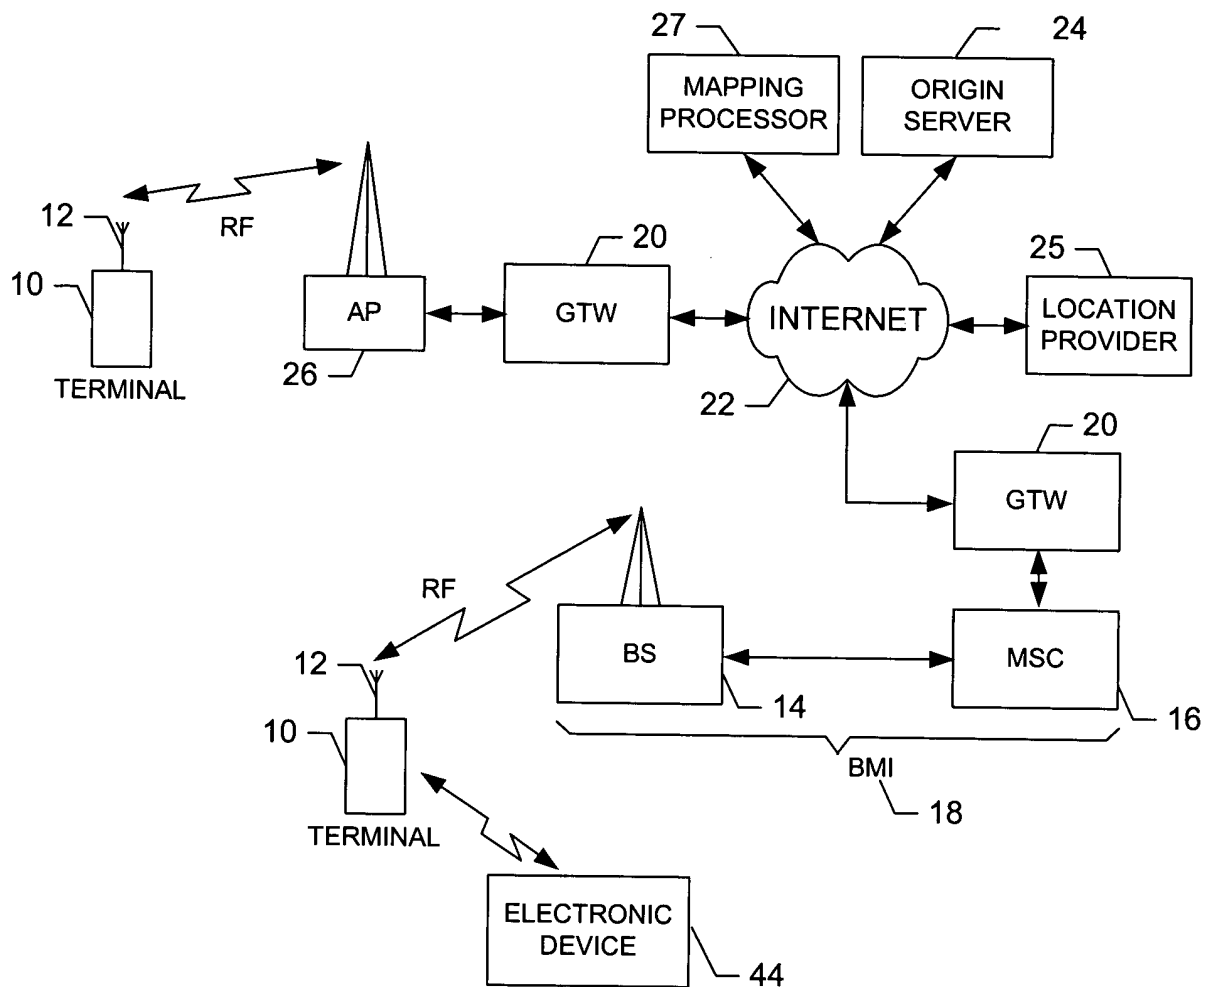 27
24
MAPPING
PROCESSOR
ORIGIN
SERVER
12
RF
20
25
10
AP
GTW
INTERNET
LOCATION
PROVIDER
26
22
TERMINAL
20
GTW
RF
12
BS
MSC
10
14
16
BMI
18
TERMINAL
ELECTRONIC
DEVICE
44